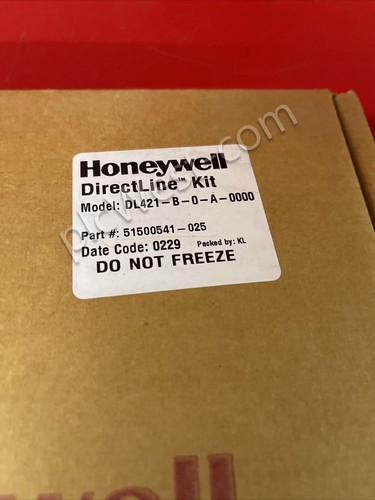 Honeywell
DirectLine™ Kit
Model: DL421-B-0-A-0000
Part #: 51500541-025
Date Code: 0229 Packed by: KL
DO NOT FREEZE
well